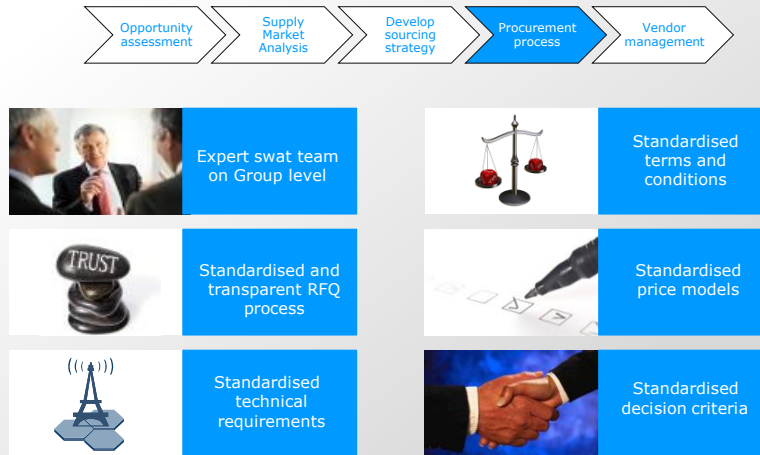 Opportunity
assessment
Supply
Market
Analysis
Develop
sourcing
strategy
Procurement
process
Vendor
management
Expert swat team
on Group level
Standardised
terms and
conditions
TRUST
Standardised and
transparent RFQ
process
Standardised
price models
Standardised
technical
requirements
Standardised
decision criteria